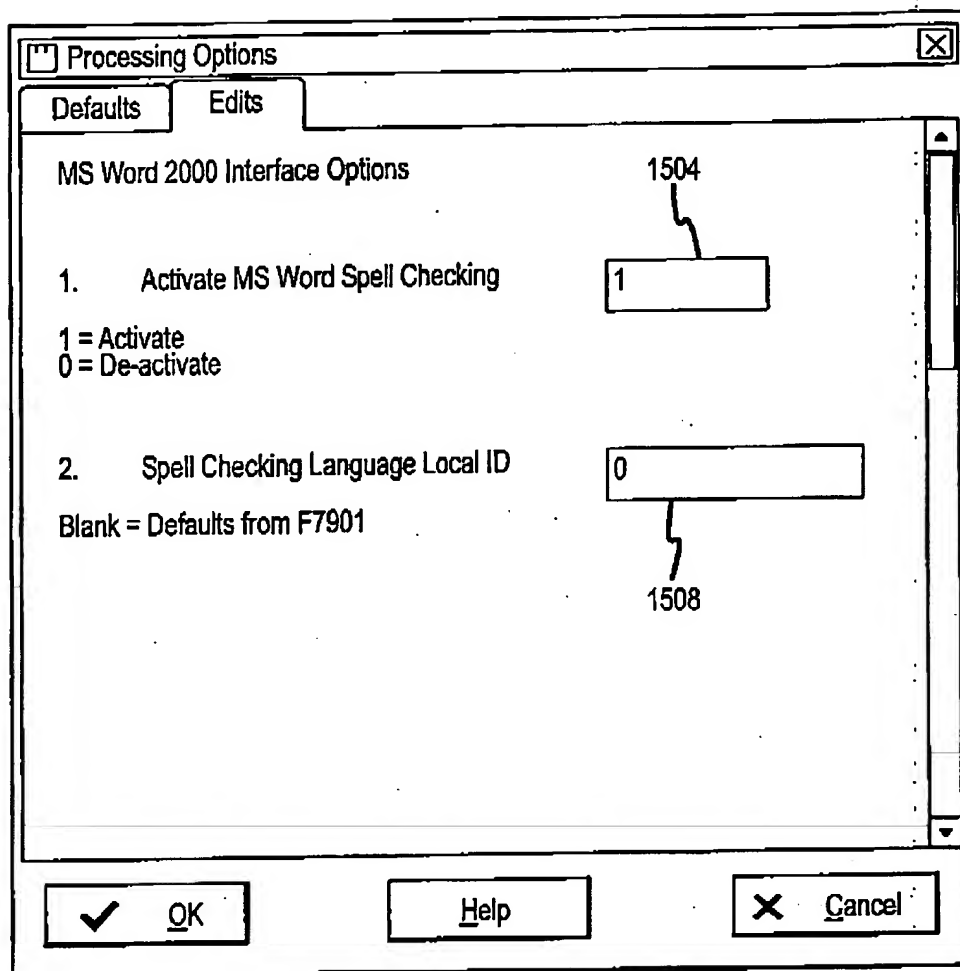 Processing Options
Defaults Edits
MS Word 2000 Interface Options 1504
1. Activate MS Word Spell Checking 1
1 = Activate
0 = De-activate
2. Spell Checking Language Local ID 0
Blank = Defaults from F7901
1508
OK Help Cancel